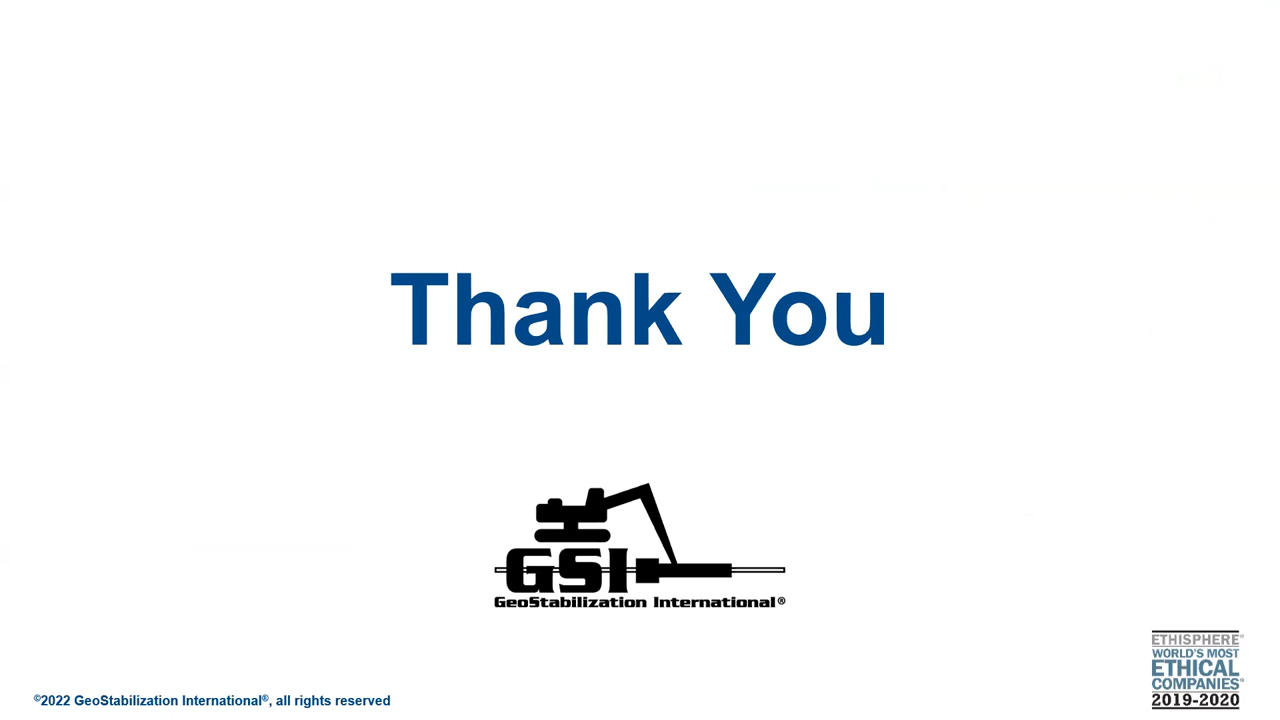 Thank You
GSI
GeoStabilization International®
ETHISPHERE®
WORLD'S MOST
ETHICAL
COMPANIES®
2019-2020
©2022 GeoStabilization International®, all rights reserved